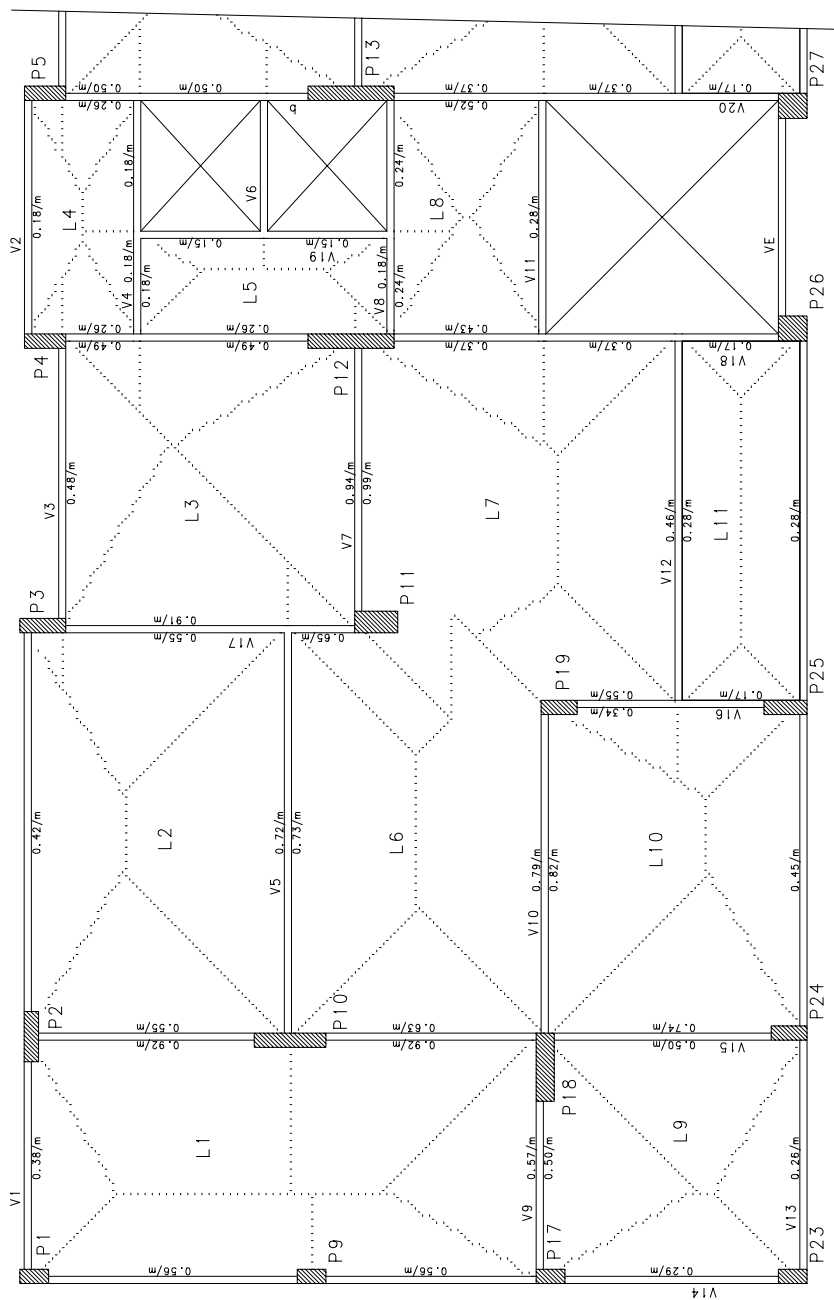 P5
P13
P27
0.50/m
0.50/m
0.37/m
0.37/m
0.17/m
0.26/m
0.52/m
b
V20
V2
0.18/m
L4
0.18/m
V6
0.24/m
L8
0.28/m
VE
0.15/m
0.15/m
V19
V4
0.18/m
0.18/m
L5
V8
0.18/m
0.24/m
V11
P26
0.26/m
0.26/m
0.43/m
0.49/m
0.49/m
0.37/m
0.37/m
0.17/m
P4
P12
V18
V3
0.48/m
L3
V7
0.94/m
0.99/m
L7
V12
0.46/m
0.28/m
L11
0.28/m
P3
P11
0.91/m
0.55/m
V17
0.65/m
P19
0.55/m
0.34/m
V16
0.17/m
P25
0.42/m
L2
V5
0.72/m
0.73/m
L6
V10
0.79/m
0.82/m
L10
0.45/m
P2
P10
P24
0.55/m
0.63/m
0.74/m
0.92/m
0.92/m
0.50/m
V15
P18
V1
0.38/m
L1
V9
0.57/m
0.50/m
L9
V13
0.26/m
P1
P9
P17
P23
0.56/m
0.56/m
0.29/m
V14